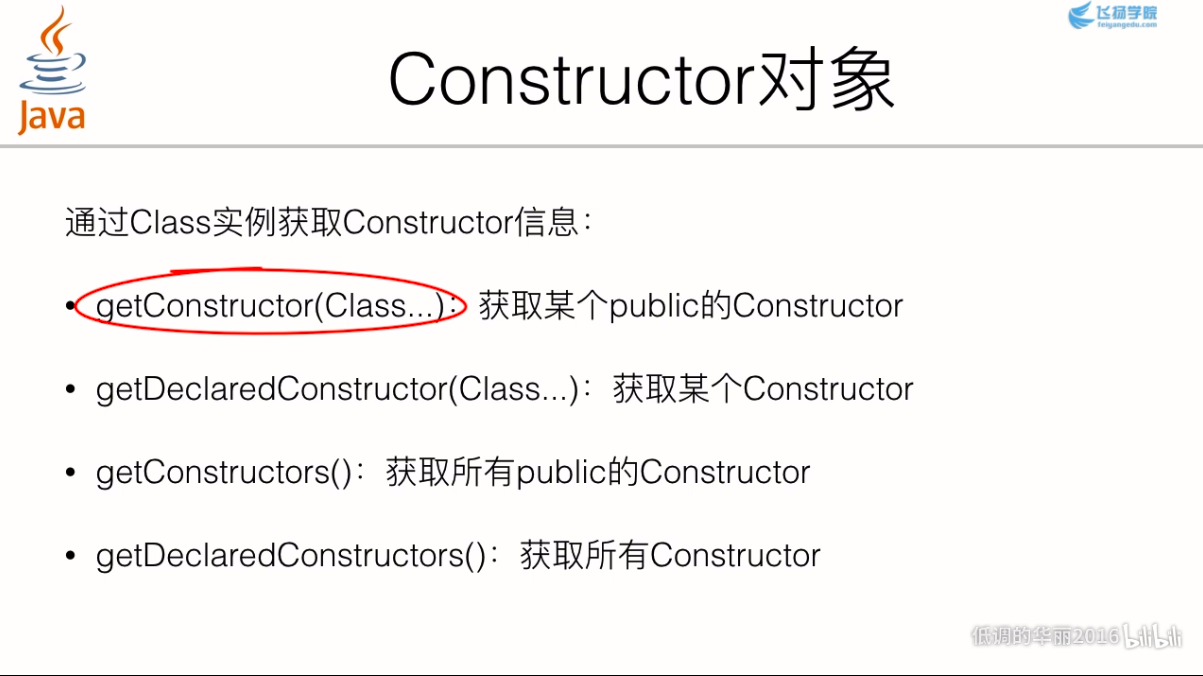 Java
飞扬学院
feiyangedu.com
Constructor对象
通过Class实例获取Constructor信息：
• getConstructor(Class...)：获取某个public的Constructor
• getDeclaredConstructor(Class...)：获取某个Constructor
• getConstructors()：获取所有public的Constructor
• getDeclaredConstructors()：获取所有Constructor
低调的华丽2016 bilibili